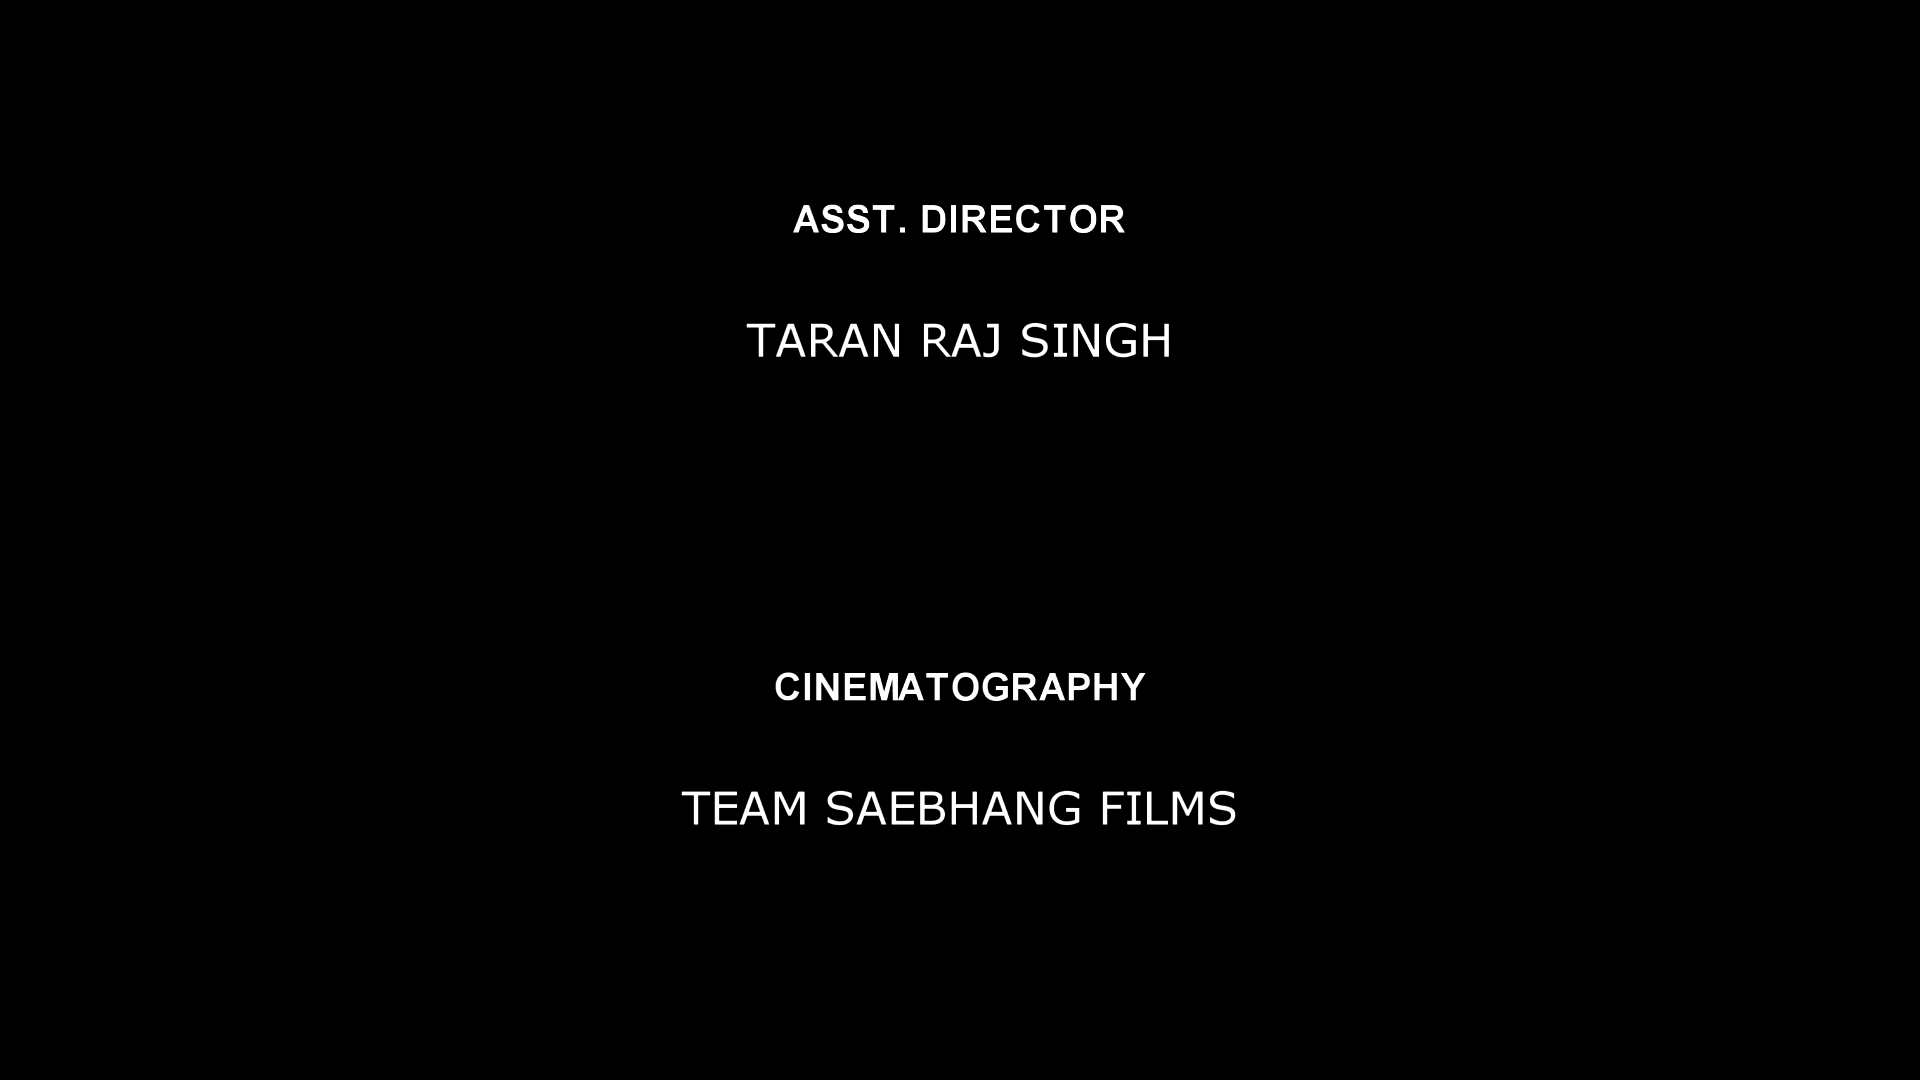 ASST. DIRECTOR
TARAN RAJ SINGH
CINEMATOGRAPHY
TEAM SAEBHANG FILMS